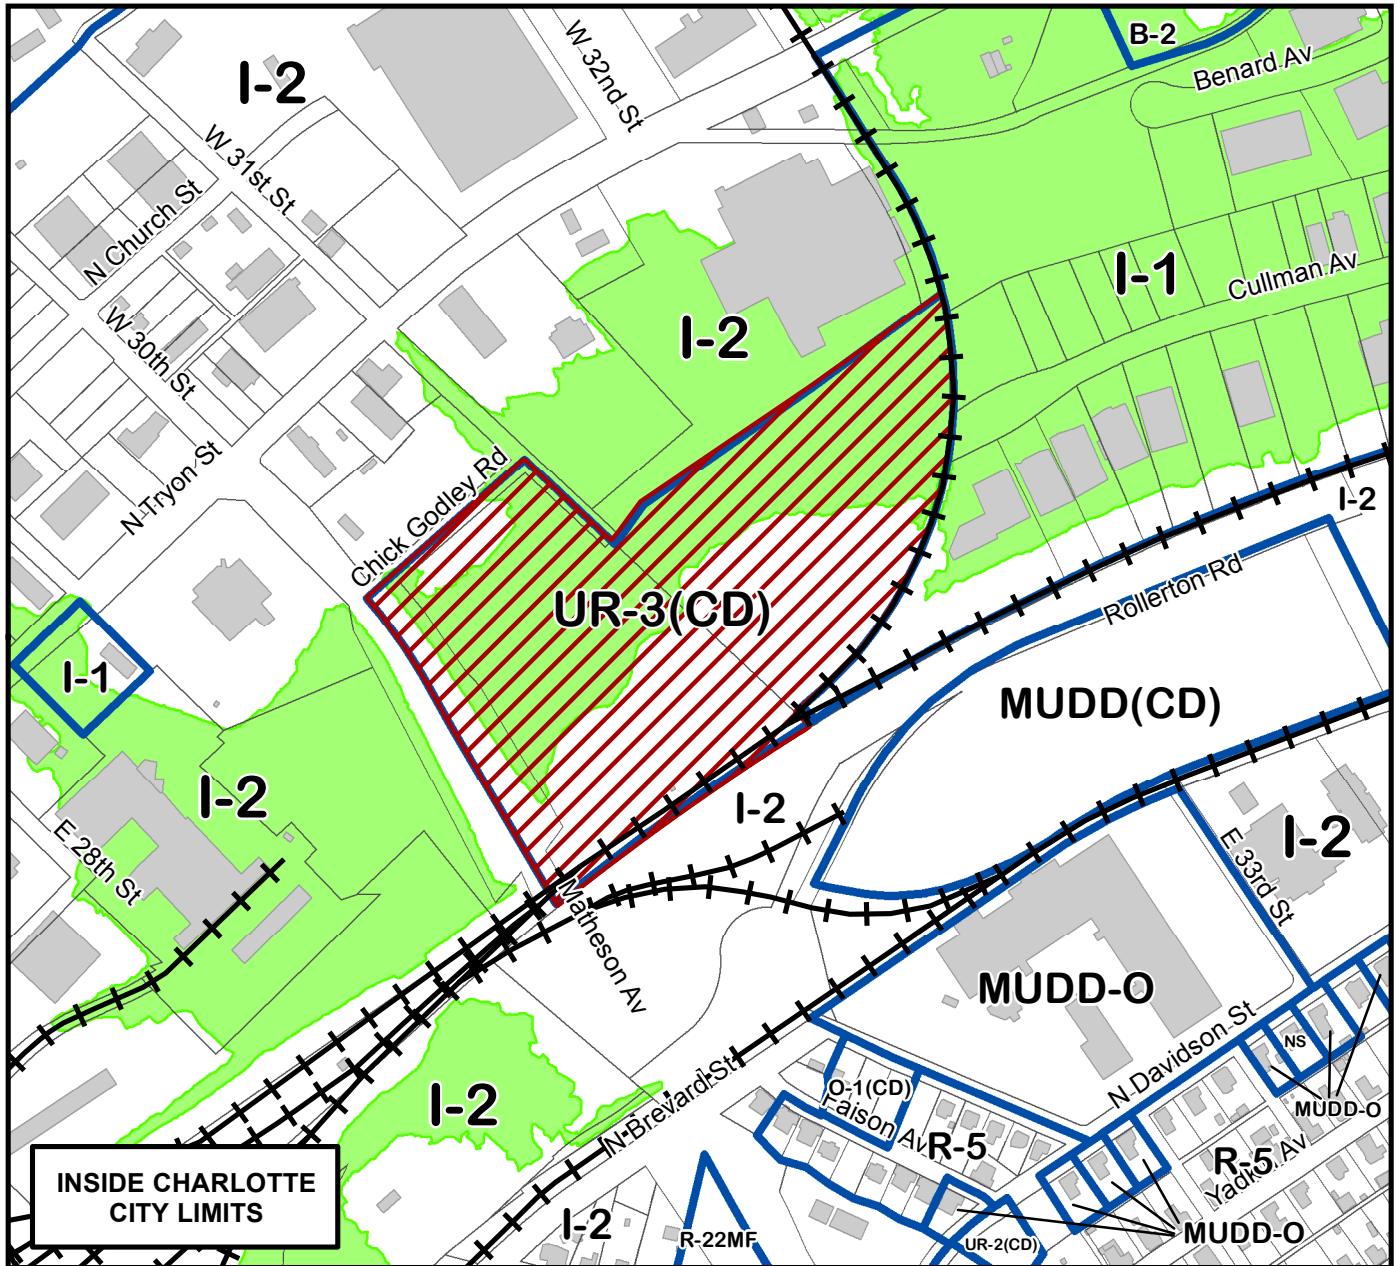 B-2
W 32nd St
Benard Av
I-2
W 31st St
N Church St
I-1
Cullman Av
W 30th St
I-2
N Tryon St
Chick Godley Rd
I-2
Rollerton Rd
UR-3(CD)
I-1
MUDD(CD)
I-2
I-2
E 28th St
E 33rd St
I-2
Matheson Av
MUDD-O
N Davidson St
NS
O-1(CD)
I-2
Faison Av
MUDD-O
N Brevard St
R-5
R-5
Yadkin Av
INSIDE CHARLOTTE
CITY LIMITS
I-2
R-22MF
UR-2(CD)
MUDD-O